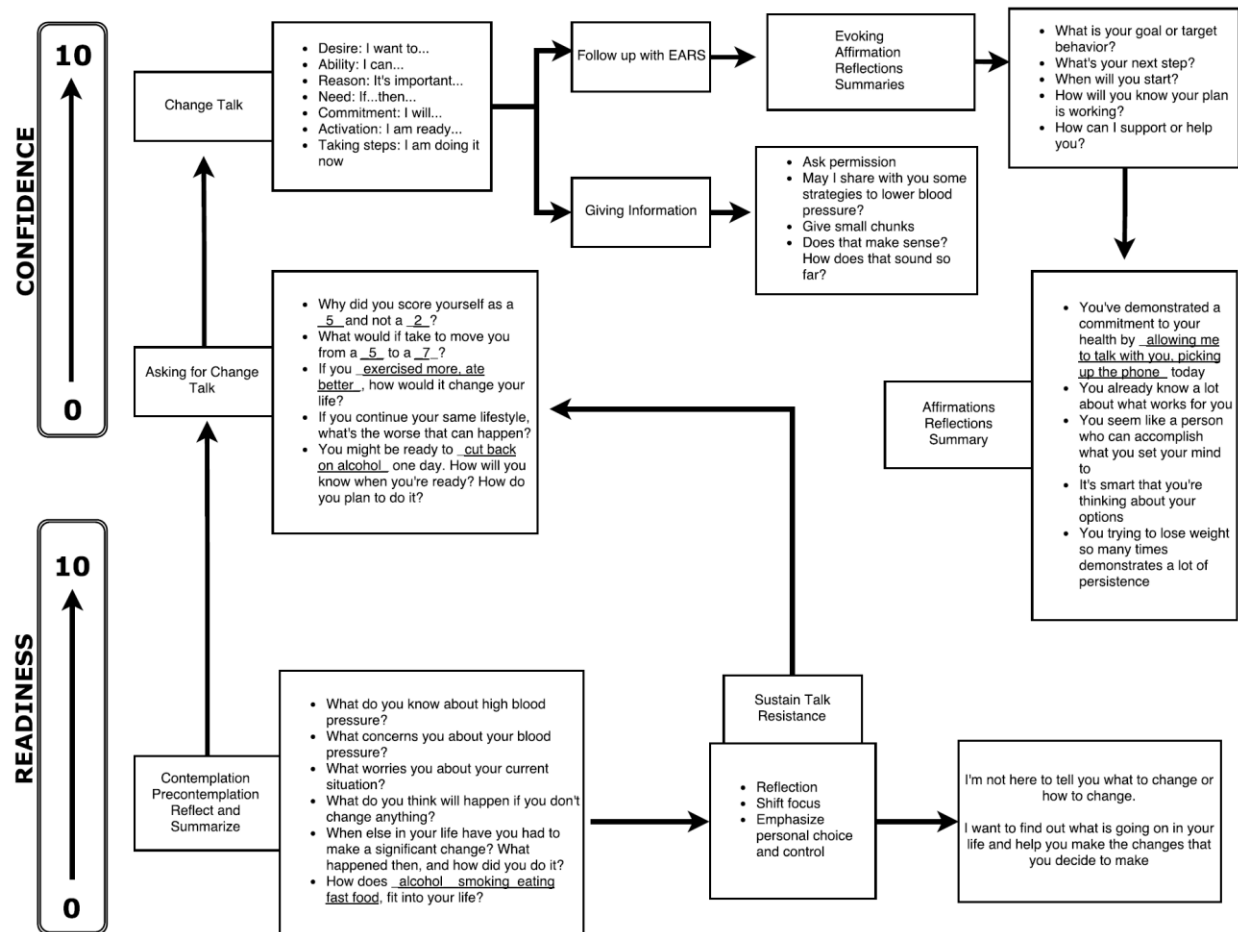 CONFIDENCE
10
0
Change Talk
• Desire: I want to...
• Ability: I can...
• Reason: It's important...
• Need: If...then...
• Commitment: I will...
• Activation: I am ready...
• Taking steps: I am doing it
now
Follow up with EARS
Evoking
Affirmation
Reflections
Summaries
• What is your goal or target
behavior?
• What's your next step?
• When will you start?
• How will you know your plan
is working?
• How can I support or help
you?
Giving Information
• Ask permission
• May I share with you some
strategies to lower blood
pressure?
• Give small chunks
• Does that make sense?
How does that sound so
far?
Asking for Change
Talk
• Why did you score yourself as a
_5_and not a _2_?
• What would if take to move you
from a _5_ to a _7_?
• If you _exercised more, ate
better_, how would it change your
life?
• If you continue your same lifestyle,
what's the worse that can happen?
• You might be ready to _cut back
on alcohol_ one day. How will you
know when you're ready? How do
you plan to do it?
Affirmations
Reflections
Summary
• You've demonstrated a
commitment to your
health by _allowing me
to talk with you, picking
up the phone_ today
• You already know a lot
about what works for you
• You seem like a person
who can accomplish
what you set your mind
to
• It's smart that you're
thinking about your
options
• You trying to lose weight
so many times
demonstrates a lot of
persistence
READINESS
10
0
Contemplation
Precontemplation
Reflect and
Summarize
• What do you know about high blood
pressure?
• What concerns you about your blood
pressure?
• What worries you about your current
situation?
• What do you think will happen if you don't
change anything?
• When else in your life have you had to
make a significant change? What
happened then, and how did you do it?
• How does _alcohol__smoking_eating
fast food, fit into your life?
Sustain Talk
Resistance
• Reflection
• Shift focus
• Emphasize
personal choice
and control
I'm not here to tell you what to change or
how to change.
I want to find out what is going on in your
life and help you make the changes that
you decide to make